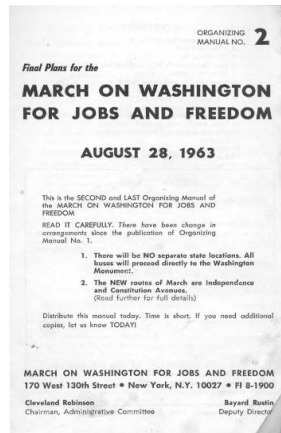 ORGANIZING
MANUAL NO. 2
Final Plans for the
MARCH ON WASHINGTON
FOR JOBS AND FREEDOM
AUGUST 28, 1963
This is the SECOND and LAST Organizing Manual of
the MARCH ON WASHINGTON FOR JOBS AND
FREEDOM
READ IT CAREFULLY. There have been change in
arrangements since the publication of Organizing
Manual No. 1.
1. There will be NO separate state locations. All
buses will proceed directly to the Washington
Monument.
2. The NEW routes of March are Independence
and Constitution Avenues.
(Read further for full details)
Distribute this manual today. Time is short. If you need additional
copies, let us know TODAY!
MARCH ON WASHINGTON FOR JOBS AND FREEDOM
170 West 130th Street • New York, N.Y. 10027 • FI 8-1900
Cleveland Robinson Bayard Rustin
Chairman, Administrative Committee Deputy Director